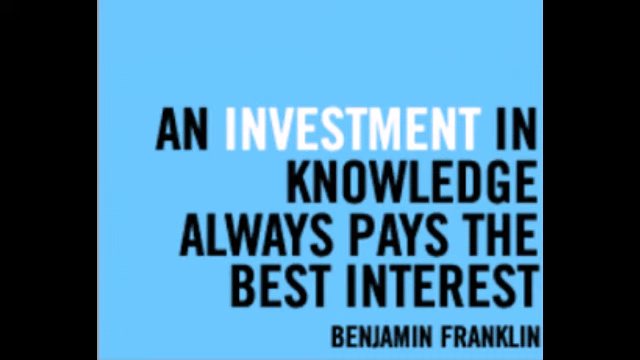 AN INVESTMENT IN
KNOWLEDGE
ALWAYS PAYS THE
BEST INTEREST
BENJAMIN FRANKLIN